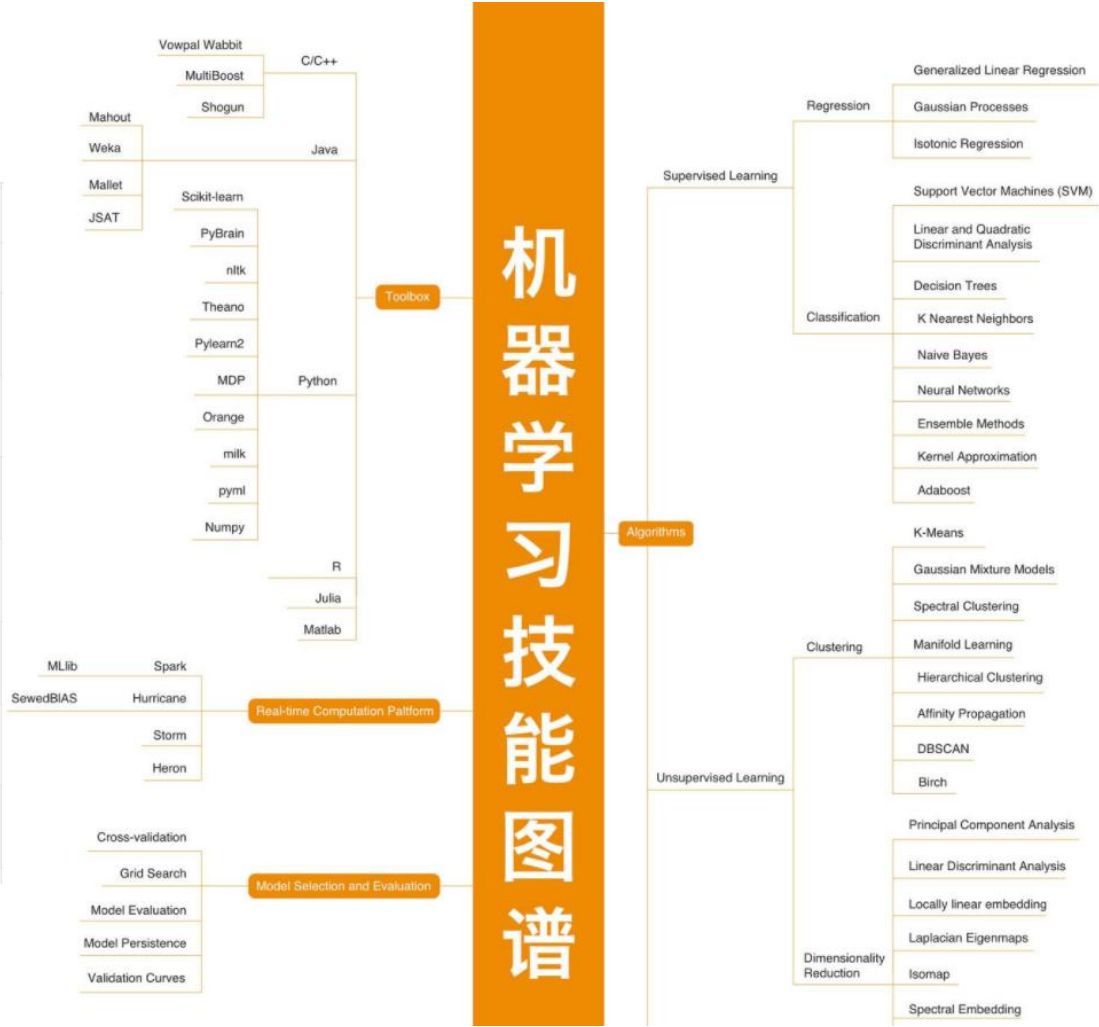 Vowpal Wabbit
MultiBoost
Shogun
C/C++
Mahout
Weka
Mallet
JSAT
Java
Scikit-learn
PyBrain
nltk
Theano
Pylearn2
MDP
Orange
milk
pyml
Numpy
Python
R
Julia
Matlab
Toolbox
MLlib
Spark
SewedBIAS
Hurricane
Storm
Heron
Real-time Computation Paltform
Cross-validation
Grid Search
Model Evaluation
Model Persistence
Validation Curves
Model Selection and Evaluation
机器学习技能图谱
Algorithms
Supervised Learning
Regression
Generalized Linear Regression
Gaussian Processes
Isotonic Regression
Classification
Support Vector Machines (SVM)
Linear and Quadratic
Discriminant Analysis
Decision Trees
K Nearest Neighbors
Naive Bayes
Neural Networks
Ensemble Methods
Kernel Approximation
Adaboost
Unsupervised Learning
Clustering
K-Means
Gaussian Mixture Models
Spectral Clustering
Manifold Learning
Hierarchical Clustering
Affinity Propagation
DBSCAN
Birch
Dimensionality
Reduction
Principal Component Analysis
Linear Discriminant Analysis
Locally linear embedding
Laplacian Eigenmaps
Isomap
Spectral Embedding